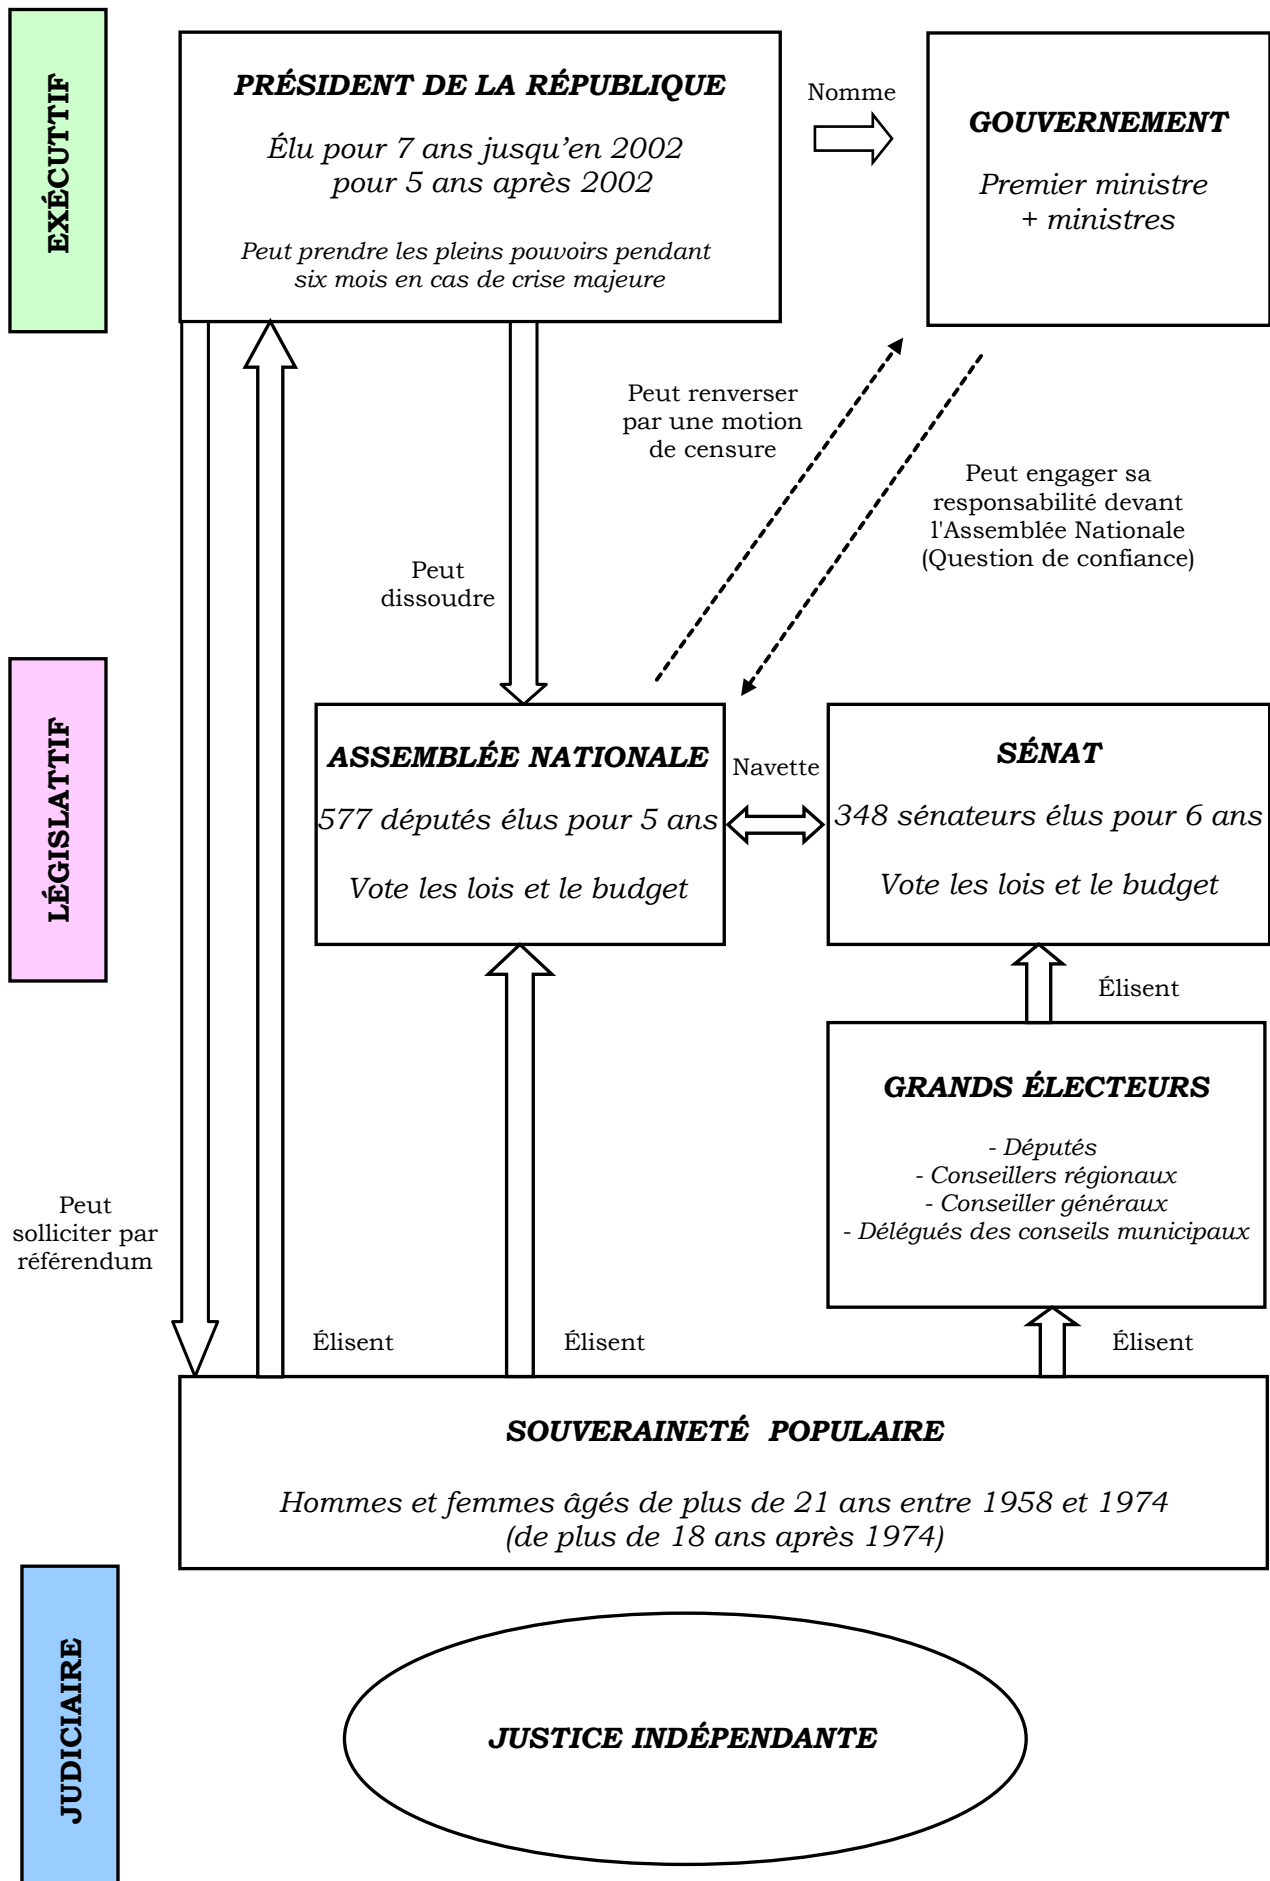 EXÉCUTTIF
PRÉSIDENT DE LA RÉPUBLIQUE
Élu pour 7 ans jusqu'en 2002
pour 5 ans après 2002
Peut prendre les pleins pouvoirs pendant
six mois en cas de crise majeure
Nomme
GOUVERNEMENT
Premier ministre
+ ministres
Peut renverser
par une motion
de censure
Peut engager sa
responsabilité devant
l'Assemblée Nationale
(Question de confiance)
Peut
dissoudre
LÉGISLATTIF
ASSEMBLÉE NATIONALE
577 députés élus pour 5 ans
Vote les lois et le budget
Navette
SÉNAT
348 sénateurs élus pour 6 ans
Vote les lois et le budget
Élisent
GRANDS ÉLECTEURS
- Députés
- Conseillers régionaux
- Conseiller généraux
- Délégués des conseils municipaux
Peut
solliciter par
référendum
Élisent
Élisent
Élisent
SOUVERAINETÉ POPULAIRE
Hommes et femmes âgés de plus de 21 ans entre 1958 et 1974
(de plus de 18 ans après 1974)
JUDICIAIRE
JUSTICE INDÉPENDANTE